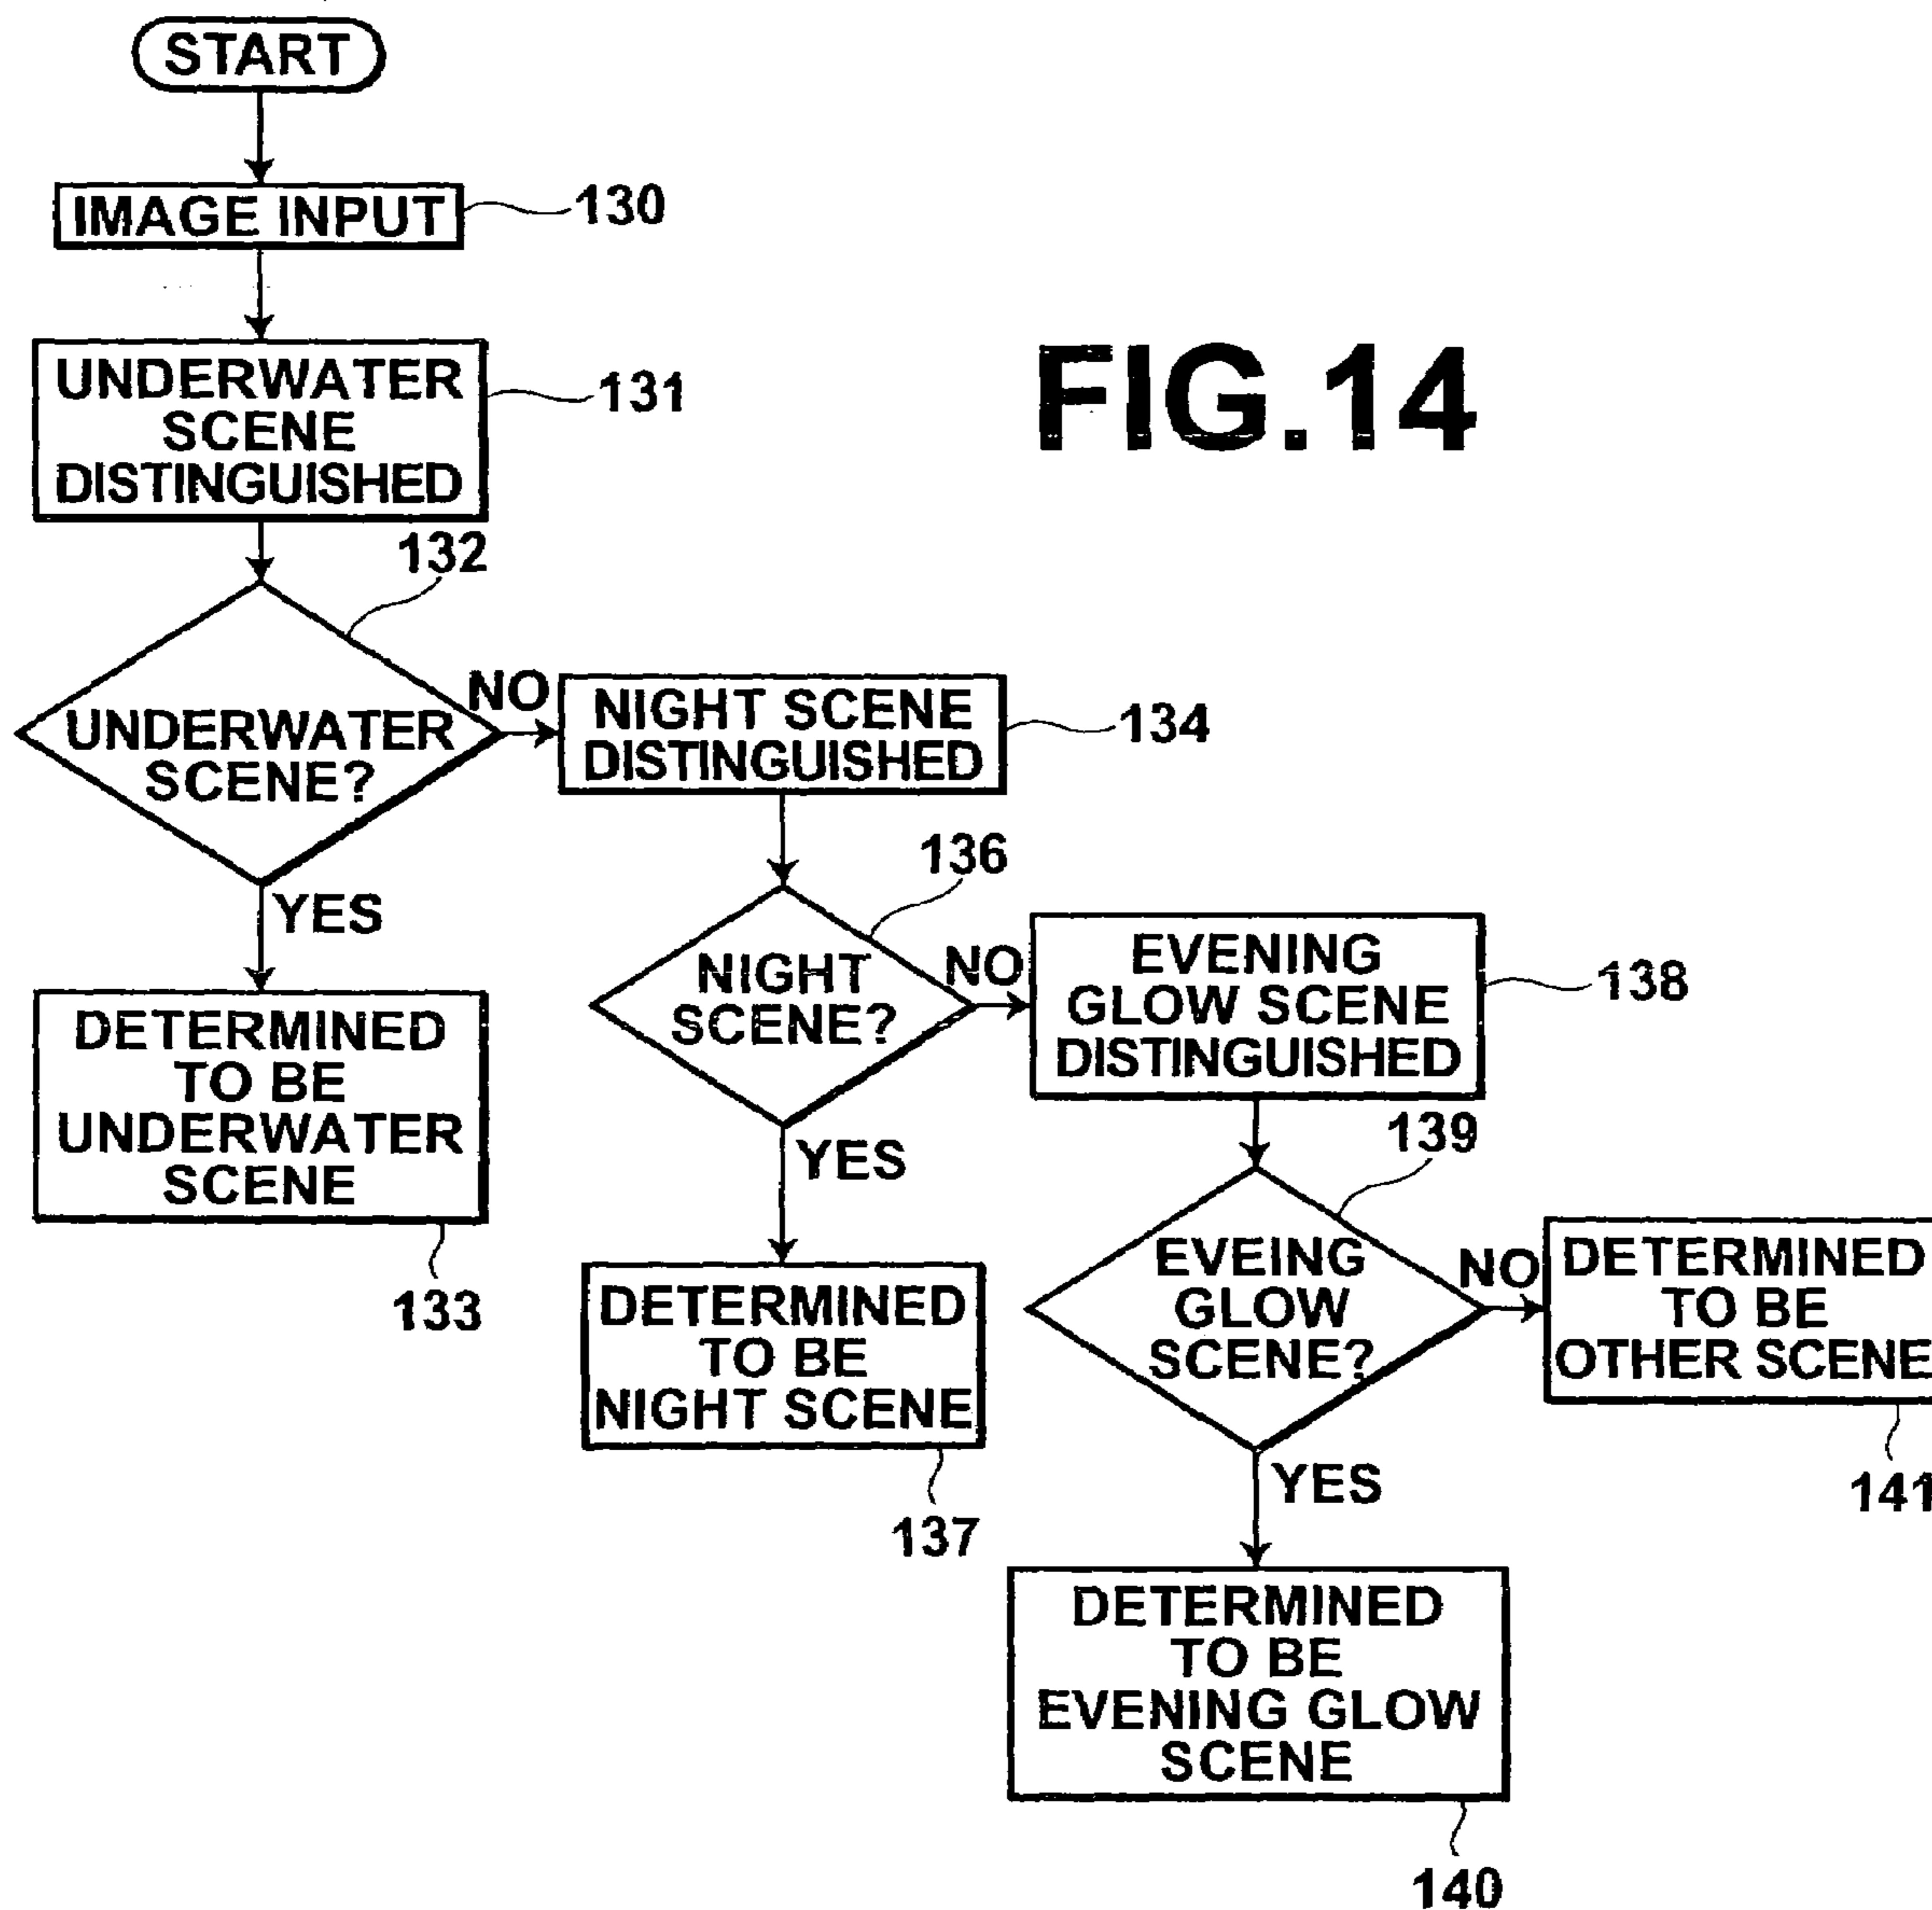 START
IMAGE INPUT
130
UNDERWATER
SCENE
DISTINGUISHED
131
FIG.14
132
UNDERWATER
SCENE?
NO
YES
DETERMINED
TO BE
UNDERWATER
SCENE
133
NIGHT SCENE
DISTINGUISHED
134
136
NIGHT
SCENE?
NO
YES
DETERMINED
TO BE
NIGHT SCENE
137
EVENING
GLOW SCENE
DISTINGUISHED
138
139
EVEING
GLOW
SCENE?
NO
YES
DETERMINED
TO BE
OTHER SCENE
141
DETERMINED
TO BE
EVENING GLOW
SCENE
140